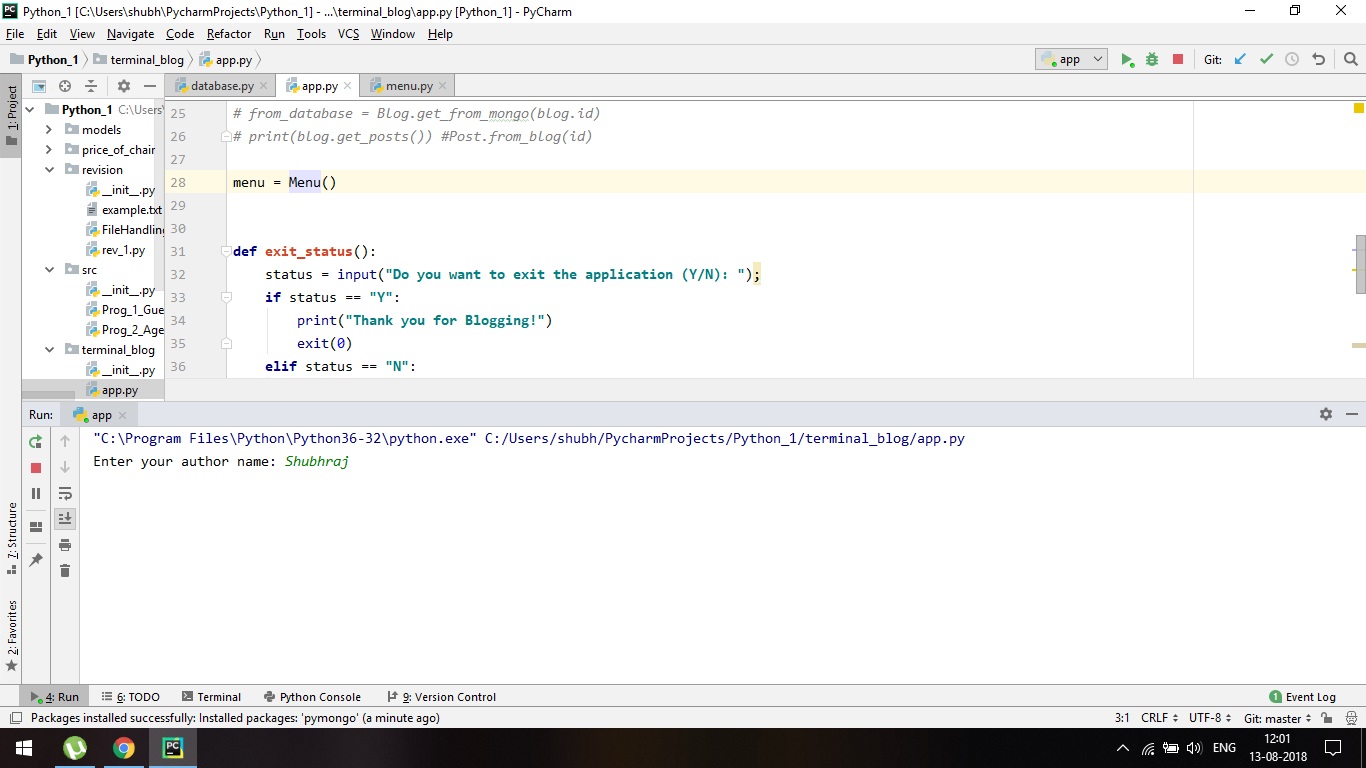 Python_1 [C:\Users\shubh\PycharmProjects\Python_1] - ...\terminal_blog\app.py [Python_1] - PyCharm
File Edit View Navigate Code Refactor Run Tools VCS Window Help
Python_1 terminal_blog app.py app Git:
1: Project
database.py app.py menu.py
Python_1 C:\Users
models
price_of_chair
revision
__init__.py
example.txt
FileHandling
rev_1.py
src
__init__.py
Prog_1_Gue
Prog_2_Age
terminal_blog
__init__.py
app.py
25 # from_database = Blog.get_from_mongo(blog.id)
26 # print(blog.get_posts()) #Post.from_blog(id)
27
28 menu = Menu()
29
30
31 def exit_status():
32 status = input("Do you want to exit the application (Y/N): ");
33 if status == "Y":
34 print("Thank you for Blogging!")
35 exit(0)
36 elif status == "N":
Run: app
"C:\Program Files\Python\Python36-32\python.exe" C:/Users/shubh/PycharmProjects/Python_1/terminal_blog/app.py
Enter your author name: Shubhraj
7: Structure
2: Favorites
4: Run 6: TODO Terminal Python Console 9: Version Control 1 Event Log
Packages installed successfully: Installed packages: 'pymongo' (a minute ago) 3:1 CRLF UTF-8 Git: master
PC ENG 12:01
13-08-2018